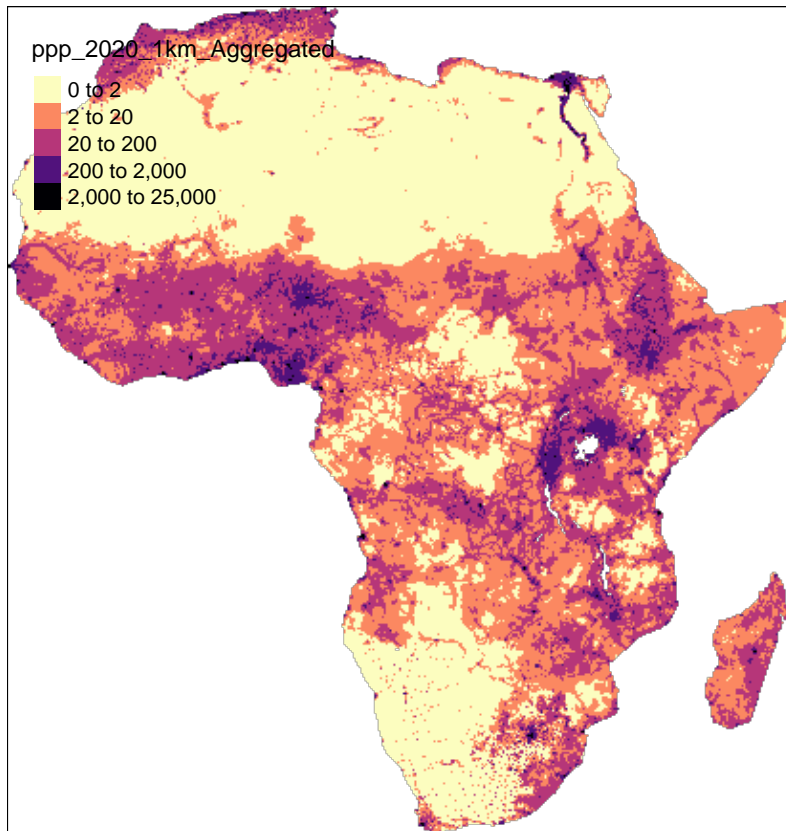 ppp_2020_1km_Aggregated
0 to 2
2 to 20
20 to 200
200 to 2,000
2,000 to 25,000